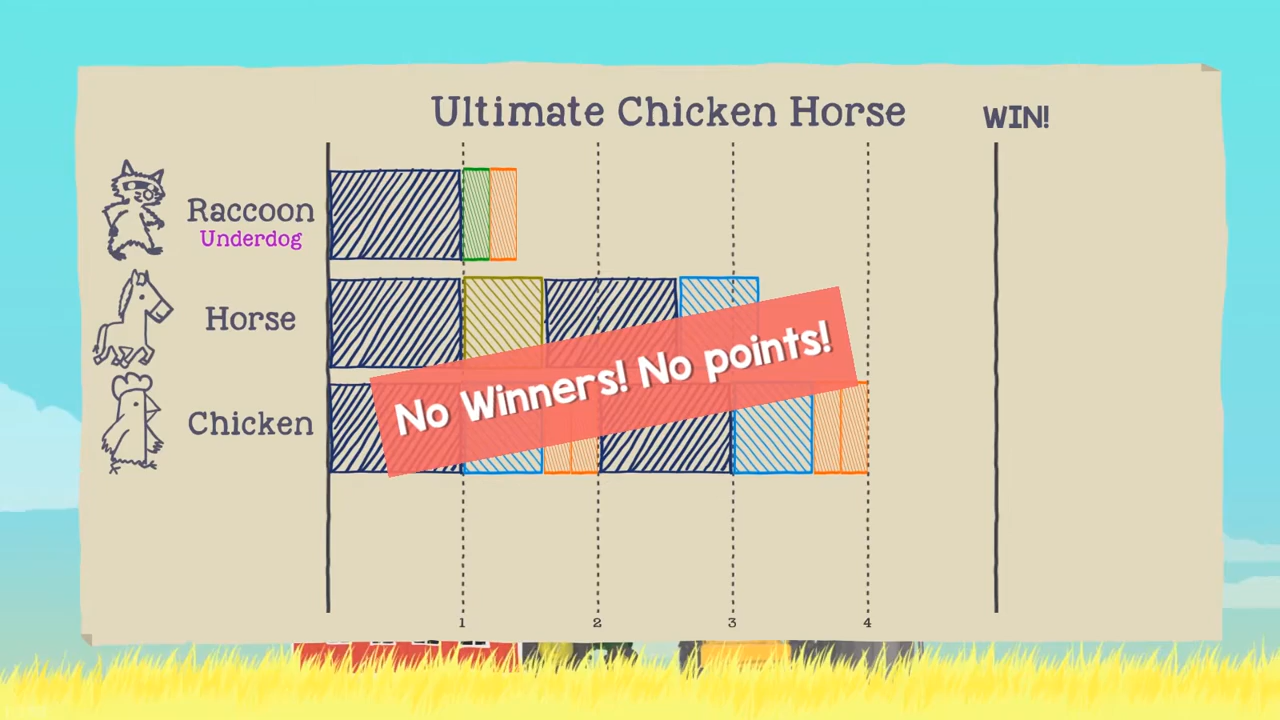 Ultimate Chicken Horse
WIN!
Raccoon
Underdog
Horse
Chicken
No Winners! No points!
1 2 3 4